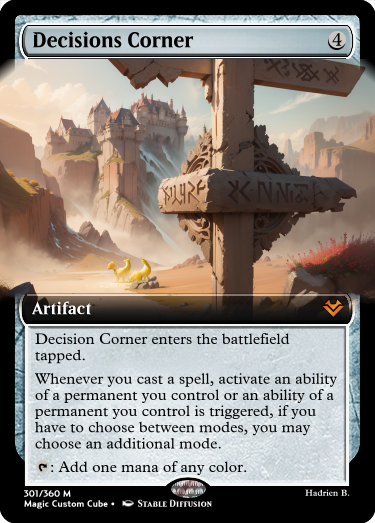 Decisions Corner 4
Artifact
Decision Corner enters the battlefield
tapped.
Whenever you cast a spell, activate an ability
of a permanent you control or an ability of a
permanent you control is triggered, if you
have to choose between modes, you may
choose an additional mode.
: Add one mana of any color.
301/360 M
Hadrien B.
Magic Custom Cube • Stable Diffusion